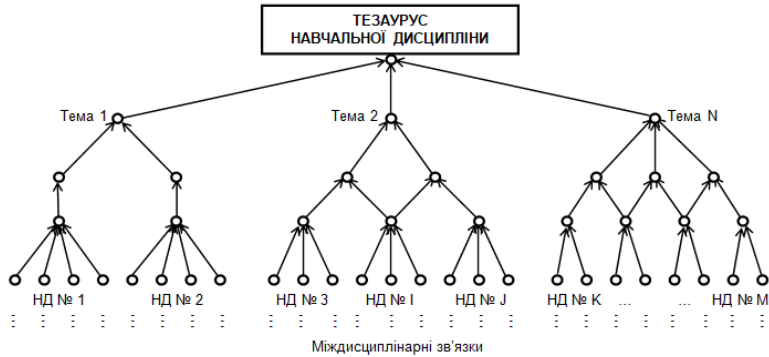 ТЕЗАУРУС
НАВЧАЛЬНОЇ ДИСЦИПЛІНИ
Тема 1
Тема 2
Тема N
НД № 1
НД № 2
НД № 3
НД № I
НД № J
НД № K
...
...
НД № M
Міждисциплінарні зв'язки